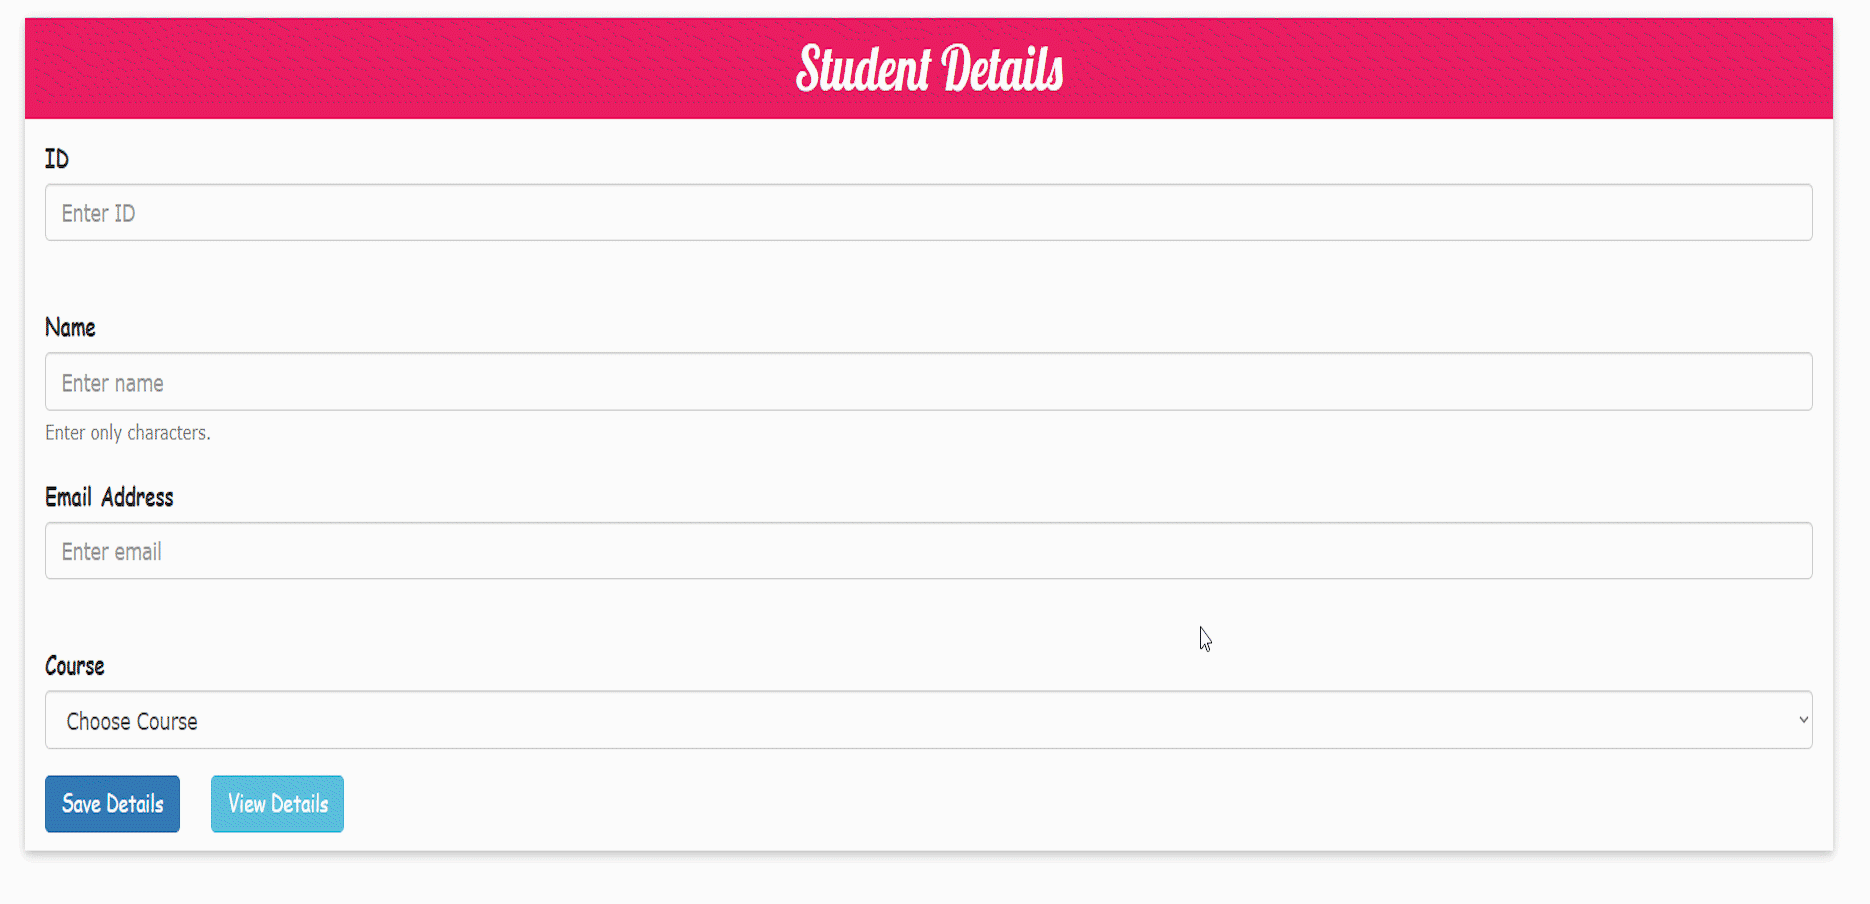 Student Details
ID
Enter ID
Name
Enter name
Enter only characters.
Email Address
Enter email
Course
Choose Course
Save Details View Details